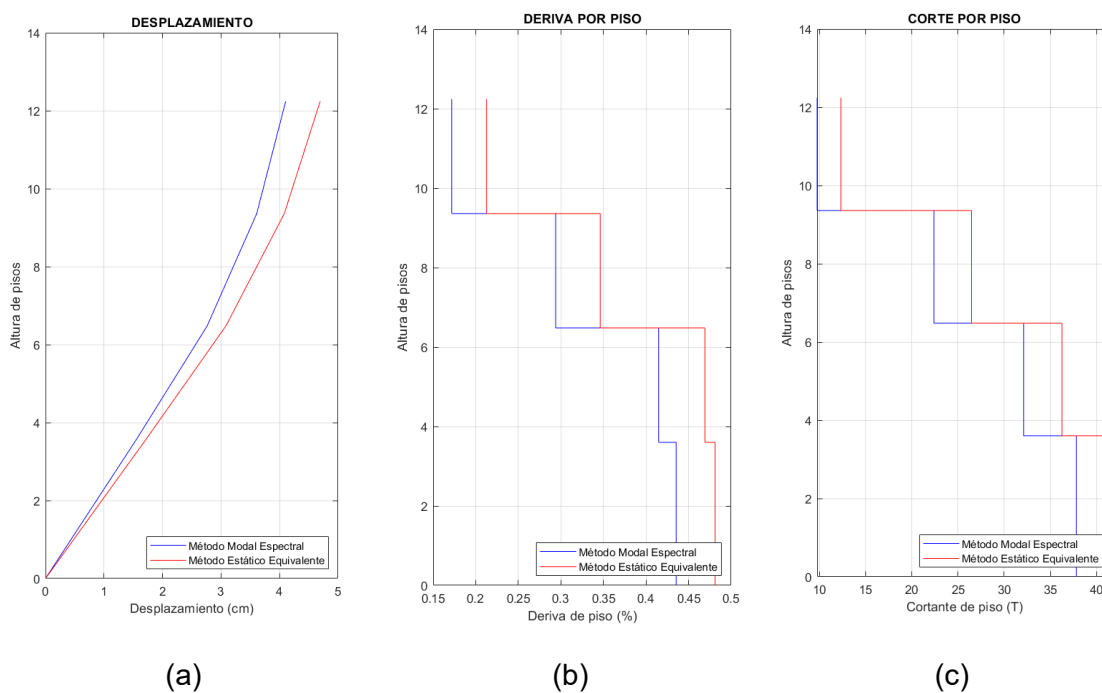 DESPLAZAMIENTO
14
12
10
8
6
4
2
0
Altura de pisos
0 1 2 3 4 5
Desplazamiento (cm)
Método Modal Espectral
Método Estático Equivalente
(a)
DERIVA POR PISO
14
12
10
8
6
4
2
0
Altura de pisos
0.15 0.2 0.25 0.3 0.35 0.4 0.45 0.5
Deriva de piso (%)
Método Modal Espectral
Método Estático Equivalente
(b)
CORTE POR PISO
14
12
10
8
6
4
2
0
Altura de pisos
10 15 20 25 30 35 40
Cortante de piso (T)
Método Modal Espectral
Método Estático Equivalente
(c)